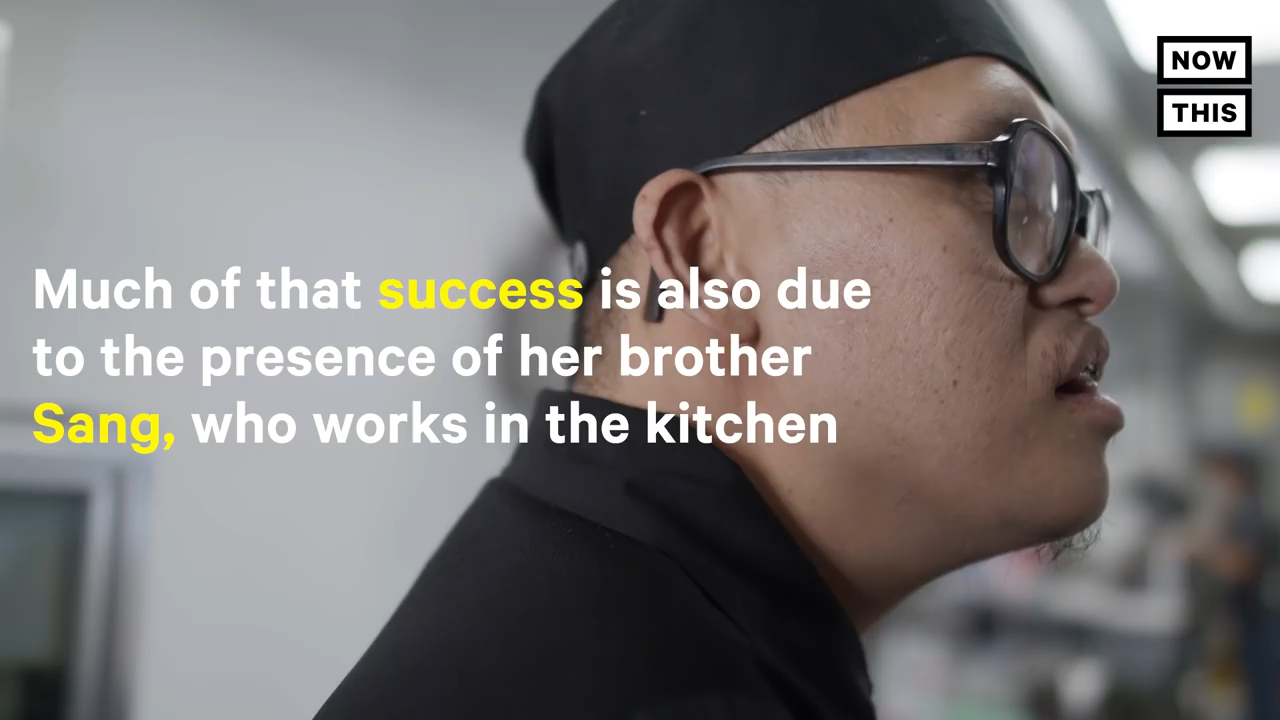 NOW
THIS
Much of that success is also due
to the presence of her brother
Sang, who works in the kitchen